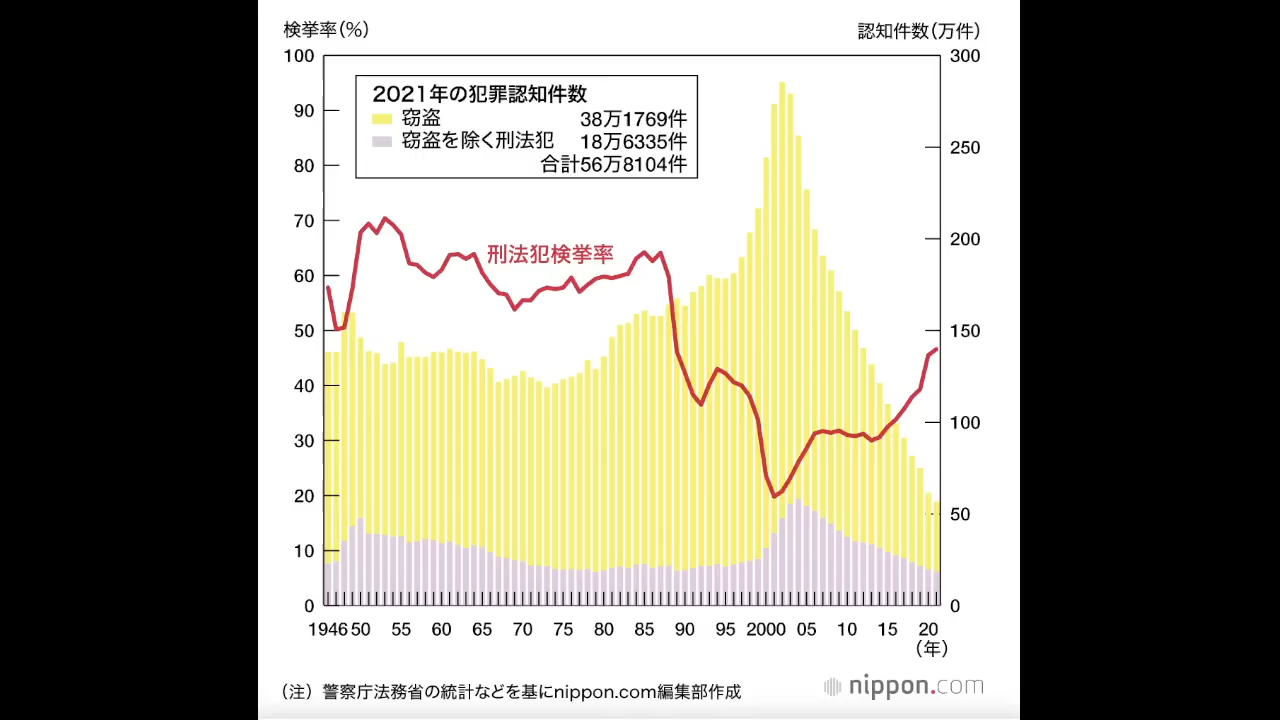 検挙率(%)
認知件数(万件)
100
90
80
70
60
50
40
30
20
10
0
300
250
200
150
100
50
0
2021年の犯罪認知件数
窃盗 38万1769件
窃盗を除く刑法犯 18万6335件
合計56万8104件
刑法犯検挙率
1946 50 55 60 65 70 75 80 85 90 95 2000 05 10 15 20
(年)
(注) 警察庁法務省の統計などを基にnippon.com編集部作成
nippon.com